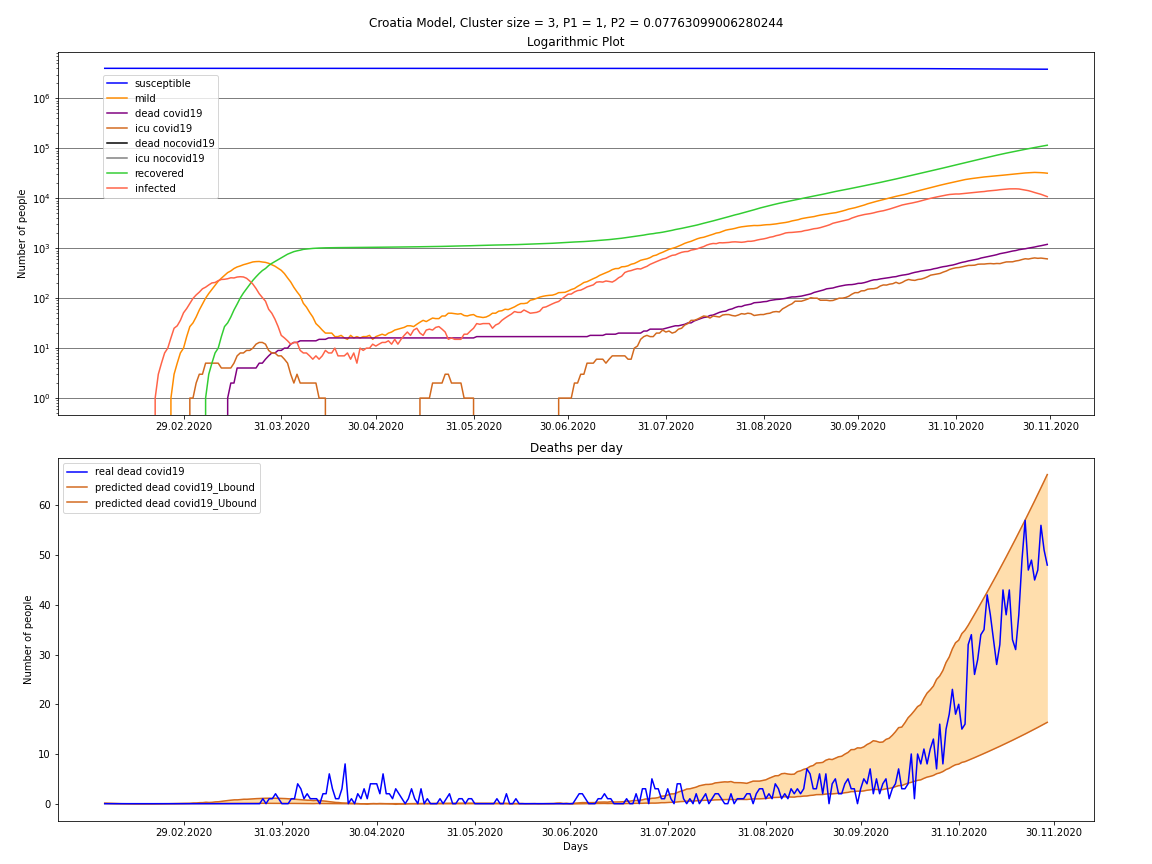 Croatia Model, Cluster size = 3, P1 = 1, P2 = 0.07763099006280244
Logarithmic Plot
susceptible
mild
dead covid19
icu covid19
dead nocovid19
icu nocovid19
recovered
infected
Number of people
10⁶
10⁵
10⁴
10³
10²
10¹
10⁰
29.02.2020 31.03.2020 30.04.2020 31.05.2020 30.06.2020 31.07.2020 31.08.2020 30.09.2020 31.10.2020 30.11.2020
Deaths per day
real dead covid19
predicted dead covid19_Lbound
predicted dead covid19_Ubound
Number of people
60
50
40
30
20
10
0
29.02.2020 31.03.2020 30.04.2020 31.05.2020 30.06.2020 31.07.2020 31.08.2020 30.09.2020 31.10.2020 30.11.2020
Days